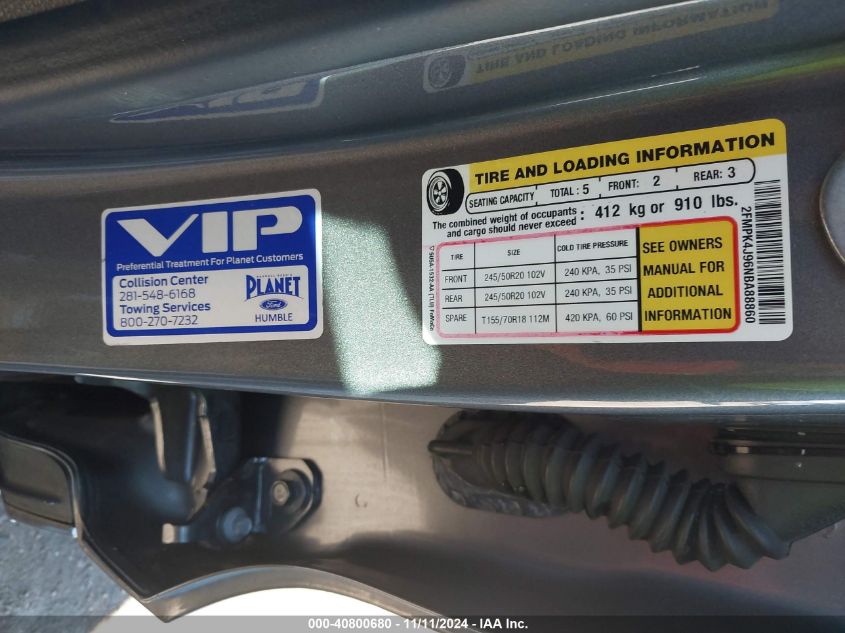 VIP
Preferential Treatment For Planet Customers
Collision Center
281-548-6168
Towing Services
800-270-7232
PLANET
Ford
HUMBLE
TIRE AND LOADING INFORMATION
SEATING CAPACITY TOTAL: 5 FRONT: 2 REAR: 3
The combined weight of occupants and cargo should never exceed : 412 kg or 910 lbs.
TIRE SIZE COLD TIRE PRESSURE
FRONT 245/50R20 102V 240 KPA, 35 PSI
REAR 245/50R20 102V 240 KPA, 35 PSI
SPARE T155/70R18 112M 420 KPA, 60 PSI
SEE OWNERS
MANUAL FOR
ADDITIONAL
INFORMATION
2FMPK4J96NBA88860
000-40800680 - 11/11/2024 - IAA Inc.